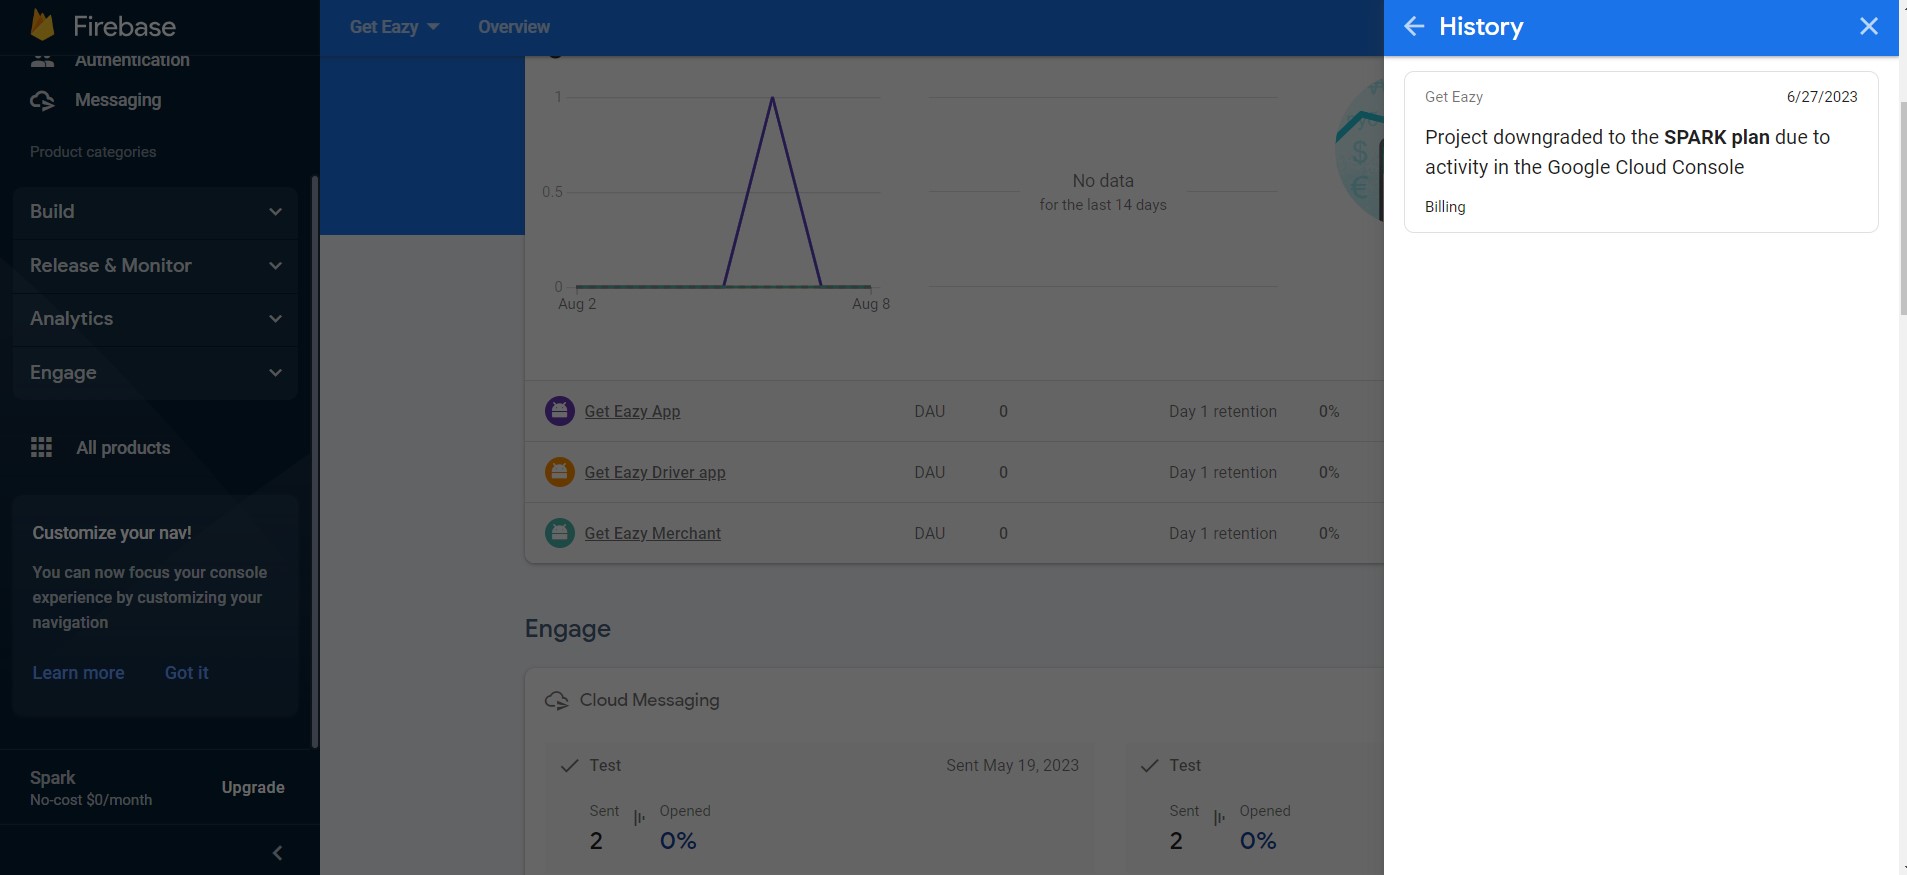 Firebase
Authentication
Messaging
Product categories
Build
Release & Monitor
Analytics
Engage
All products
Customize your nav!
You can now focus your console
experience by customizing your
navigation
Learn more Got it
Spark
No-cost $0/month
Upgrade
Get Eazy Overview
1
0.5
0
Aug 2 Aug 8
No data
for the last 14 days
Get Eazy App DAU 0 Day 1 retention 0%
Get Eazy Driver app DAU 0 Day 1 retention 0%
Get Eazy Merchant DAU 0 Day 1 retention 0%
Engage
Cloud Messaging
Test Sent May 19, 2023
Sent Opened
2 0%
Test
Sent Opened
2 0%
History
Get Eazy 6/27/2023
Project downgraded to the SPARK plan due to
activity in the Google Cloud Console
Billing